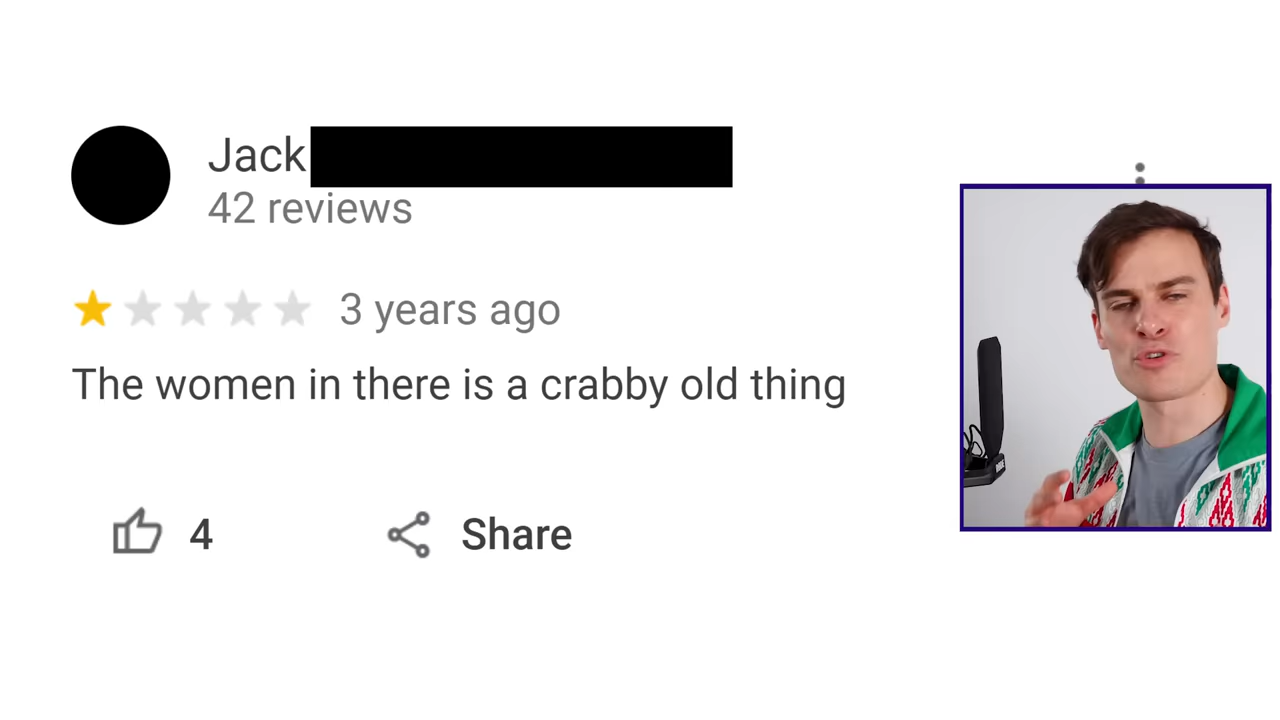 Jack
42 reviews
3 years ago
The women in there is a crabby old thing
4
Share